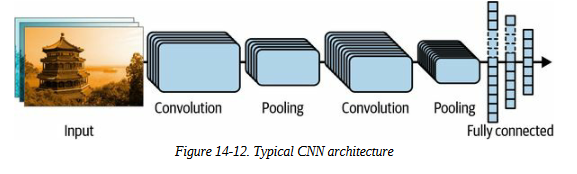 Convolution
Pooling
Convolution
Pooling
Input
Fully connected
Figure 14-12. Typical CNN architecture